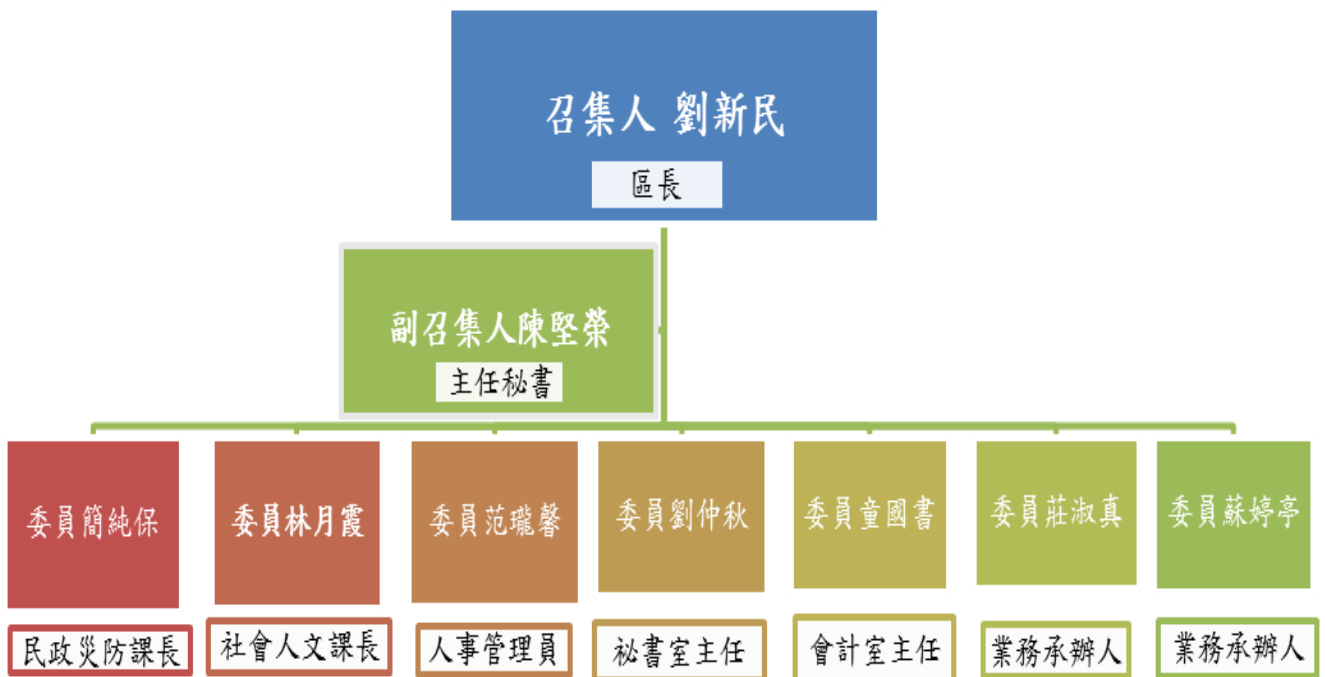 召集人 劉新民
區長
副召集人陳堅榮
主任秘書
委員簡純保
委員林月霞
委員范瓏馨
委員劉仲秋
委員童國書
委員莊淑真
委員蘇婷亭
民政災防課長
社會人文課長
人事管理員
祕書室主任
會計室主任
業務承辦人
業務承辦人